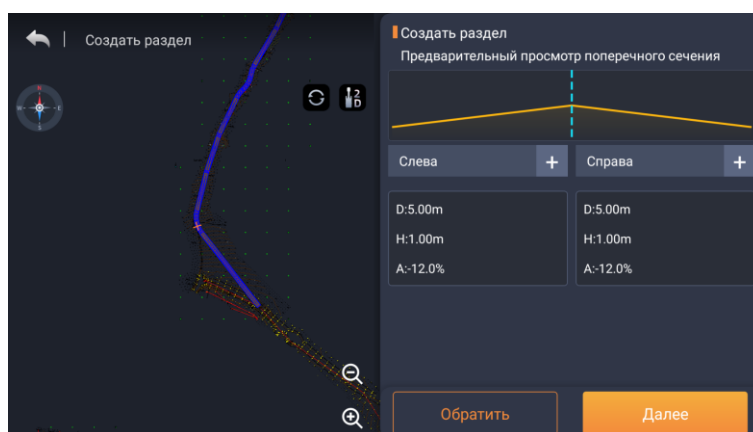 Создать раздел
N
S
E
2
D
Создать раздел
Предварительный просмотр поперечного сечения
Слева +
Справа +
D:5.00m
H:1.00m
A:-12.0%
D:5.00m
H:1.00m
A:-12.0%
Обратить
Далее